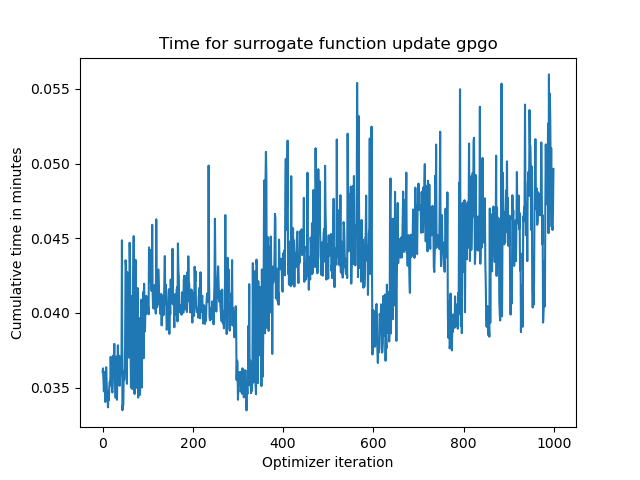 Time for surrogate function update gpgo
0.055
0.050
0.045
0.040
0.035
Cumulative time in minutes
0 200 400 600 800 1000
Optimizer iteration